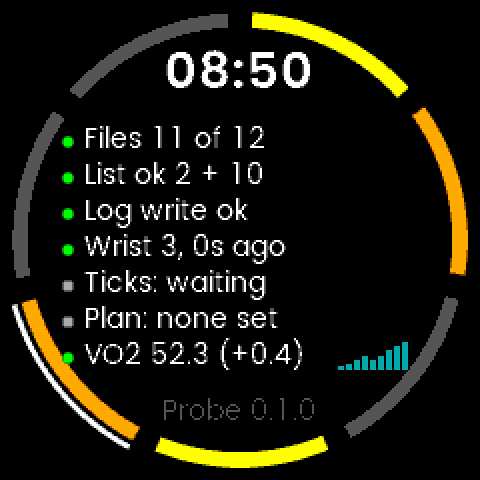 08:50
Files 11 of 12
List ok 2 + 10
Log write ok
Wrist 3, 0s ago
Ticks: waiting
Plan: none set
VO2 52.3 (+0.4)
Probe 0.1.0